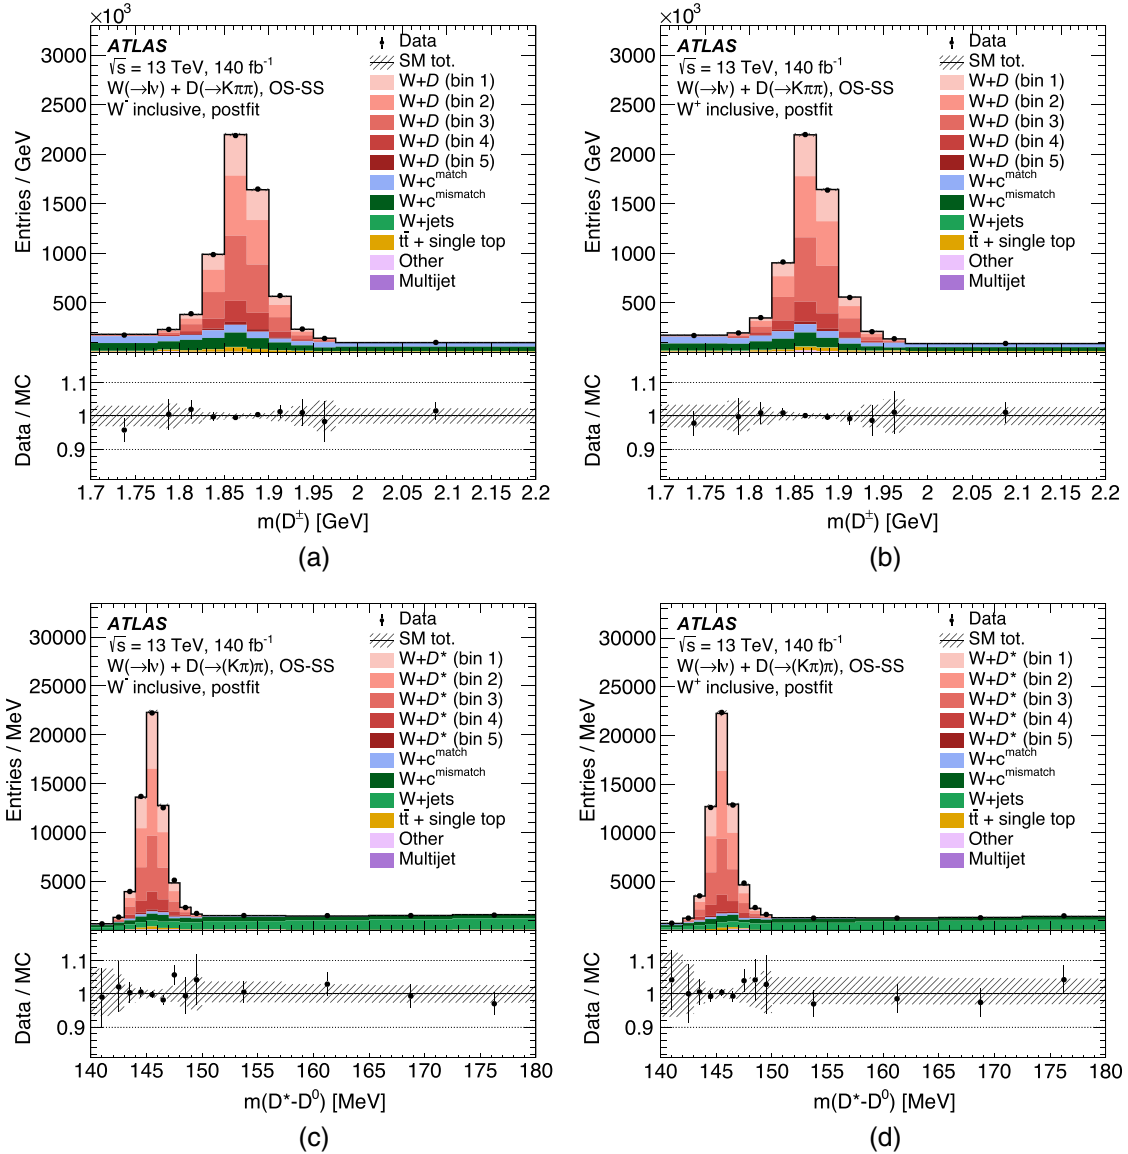 ×10³
ATLAS
√s = 13 TeV, 140 fb⁻¹
W(→lν) + D(→Kππ), OS-SS
W⁻ inclusive, postfit
Data
SM tot.
W+D (bin 1)
W+D (bin 2)
W+D (bin 3)
W+D (bin 4)
W+D (bin 5)
W+c^match
W+c^mismatch
W+jets
tt̄ + single top
Other
Multijet
Entries / GeV
3000
2500
2000
1500
1000
500
Data / MC
1.1
1
0.9
1.7 1.75 1.8 1.85 1.9 1.95 2 2.05 2.1 2.15 2.2
m(D±) [GeV]
(a)
×10³
ATLAS
√s = 13 TeV, 140 fb⁻¹
W(→lν) + D(→Kππ), OS-SS
W⁺ inclusive, postfit
Data
SM tot.
W+D (bin 1)
W+D (bin 2)
W+D (bin 3)
W+D (bin 4)
W+D (bin 5)
W+c^match
W+c^mismatch
W+jets
tt̄ + single top
Other
Multijet
Entries / GeV
3000
2500
2000
1500
1000
500
Data / MC
1.1
1
0.9
1.7 1.75 1.8 1.85 1.9 1.95 2 2.05 2.1 2.15 2.2
m(D±) [GeV]
(b)
ATLAS
√s = 13 TeV, 140 fb⁻¹
W(→lν) + D(→(Kπ)π), OS-SS
W⁻ inclusive, postfit
Data
SM tot.
W+D* (bin 1)
W+D* (bin 2)
W+D* (bin 3)
W+D* (bin 4)
W+D* (bin 5)
W+c^match
W+c^mismatch
W+jets
tt̄ + single top
Other
Multijet
Entries / MeV
30000
25000
20000
15000
10000
5000
Data / MC
1.1
1
0.9
140 145 150 155 160 165 170 175 180
m(D*-D⁰) [MeV]
(c)
ATLAS
√s = 13 TeV, 140 fb⁻¹
W(→lν) + D(→(Kπ)π), OS-SS
W⁺ inclusive, postfit
Data
SM tot.
W+D* (bin 1)
W+D* (bin 2)
W+D* (bin 3)
W+D* (bin 4)
W+D* (bin 5)
W+c^match
W+c^mismatch
W+jets
tt̄ + single top
Other
Multijet
Entries / MeV
30000
25000
20000
15000
10000
5000
Data / MC
1.1
1
0.9
140 145 150 155 160 165 170 175 180
m(D*-D⁰) [MeV]
(d)